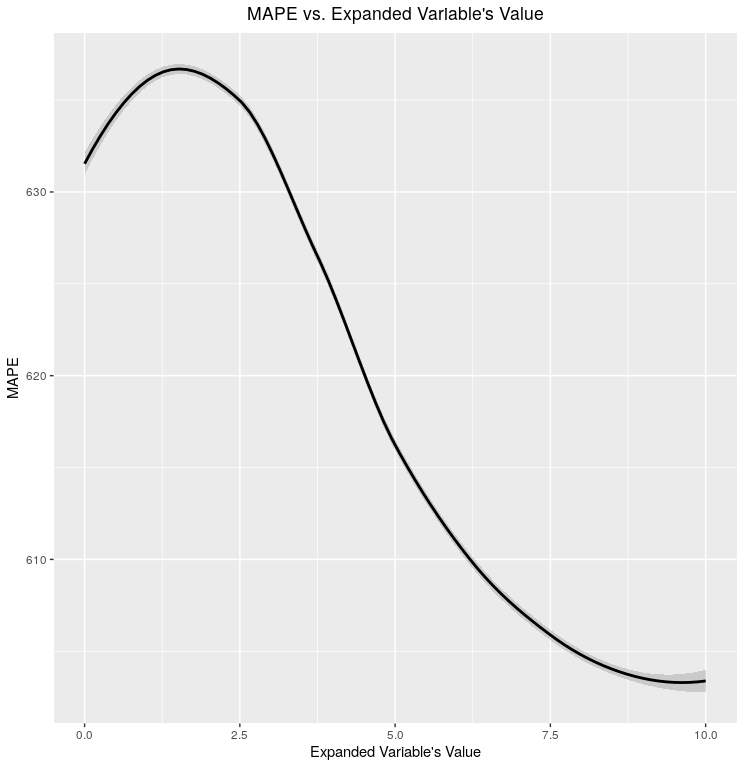 MAPE vs. Expanded Variable's Value
MAPE
630
620
610
0.0 2.5 5.0 7.5 10.0
Expanded Variable's Value